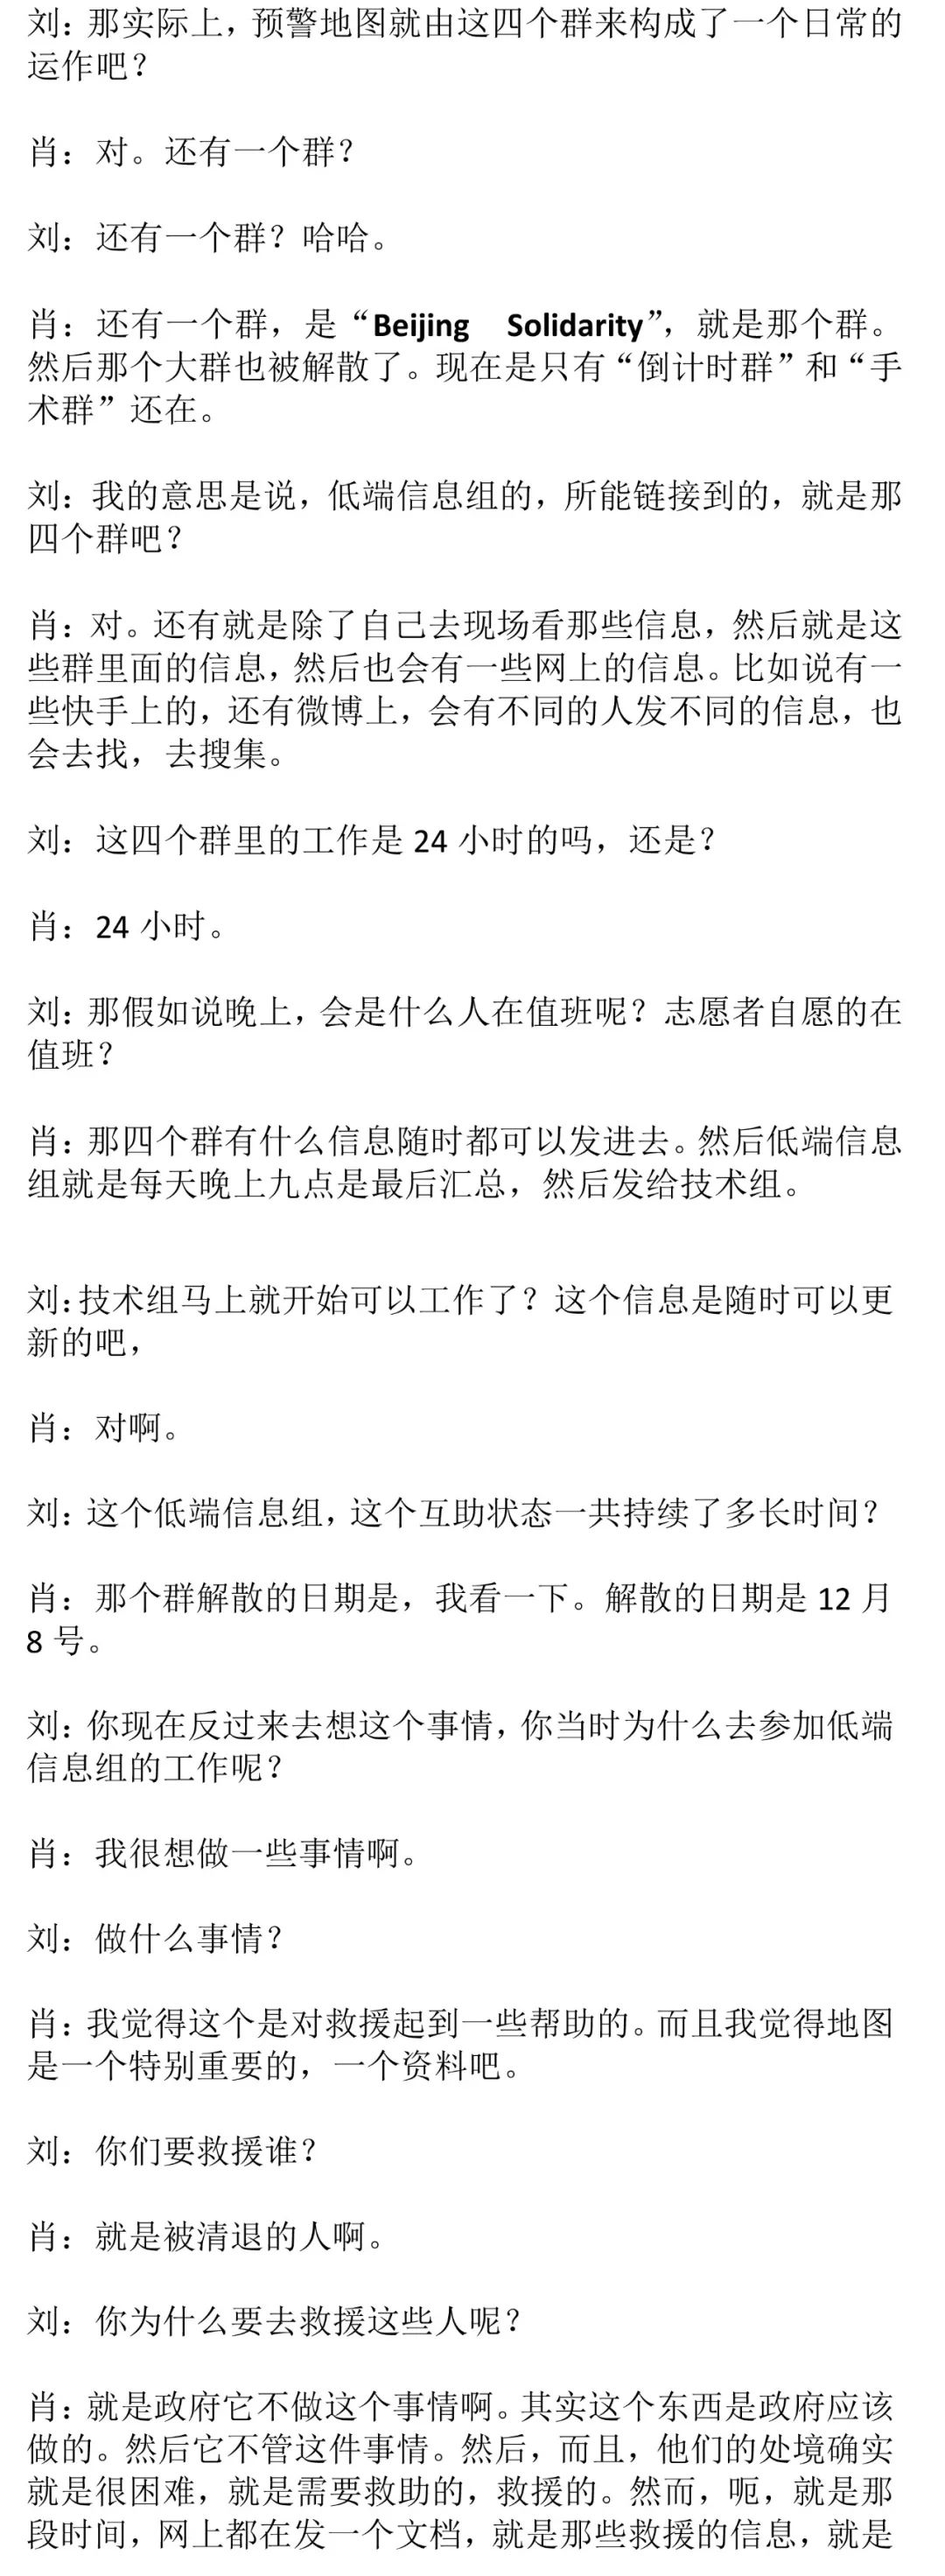 刘：那实际上，预警地图就由这四个群来构成了一个日常的
运作吧？
肖：对。还有一个群？
刘：还有一个群？哈哈。
肖：还有一个群，是“Beijing Solidarity”，就是那个群。
然后那个大群也被解散了。现在是只有“倒计时群”和“手
术群”还在。
刘：我的意思是说，低端信息组的，所能链接到的，就是那
四个群吧？
肖：对。还有就是除了自己去现场看那些信息，然后就是这
些群里面的信息，然后也会有一些网上的信息。比如说有一
些快手上的，还有微博上，会有不同的人发不同的信息，也
会去找，去搜集。
刘：这四个群里的工作是 24 小时的吗，还是？
肖：24 小时。
刘：那假如说晚上，会是什么人在值班呢？志愿者自愿的在
值班？
肖：那四个群有什么信息随时都可以发进去。然后低端信息
组就是每天晚上九点是最后汇总，然后发给技术组。
刘：技术组马上就开始可以工作了？这个信息是随时可以更
新的吧，
肖：对啊。
刘：这个低端信息组，这个互助状态一共持续了多长时间？
肖：那个群解散的日期是，我看一下。解散的日期是 12 月
8 号。
刘：你现在反过来去想这个事情，你当时为什么去参加低端
信息组的工作呢？
肖：我很想做一些事情啊。
刘：做什么事情？
肖：我觉得这个是对救援起到一些帮助的。而且我觉得地图
是一个特别重要的，一个资料吧。
刘：你们要救援谁？
肖：就是被清退的人啊。
刘：你为什么要去救援这些人呢？
肖：就是政府它不做这个事情啊。其实这个东西是政府应该
做的。然后它不管这件事情。然后，而且，他们的处境确实
就是很困难，就是需要救助的，救援的。然而，呃，就是那
段时间，网上都在发一个文档，就是那些救援的信息，就是